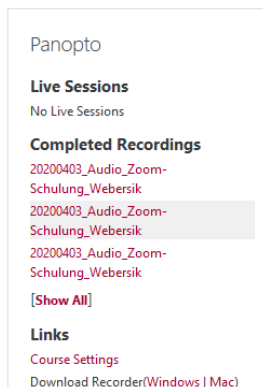 Panopto
Live Sessions
No Live Sessions
Completed Recordings
20200403_Audio_Zoom-
Schulung_Webersik
20200403_Audio_Zoom-
Schulung_Webersik
20200403_Audio_Zoom-
Schulung_Webersik
[Show All]
Links
Course Settings
Download Recorder(Windows | Mac)